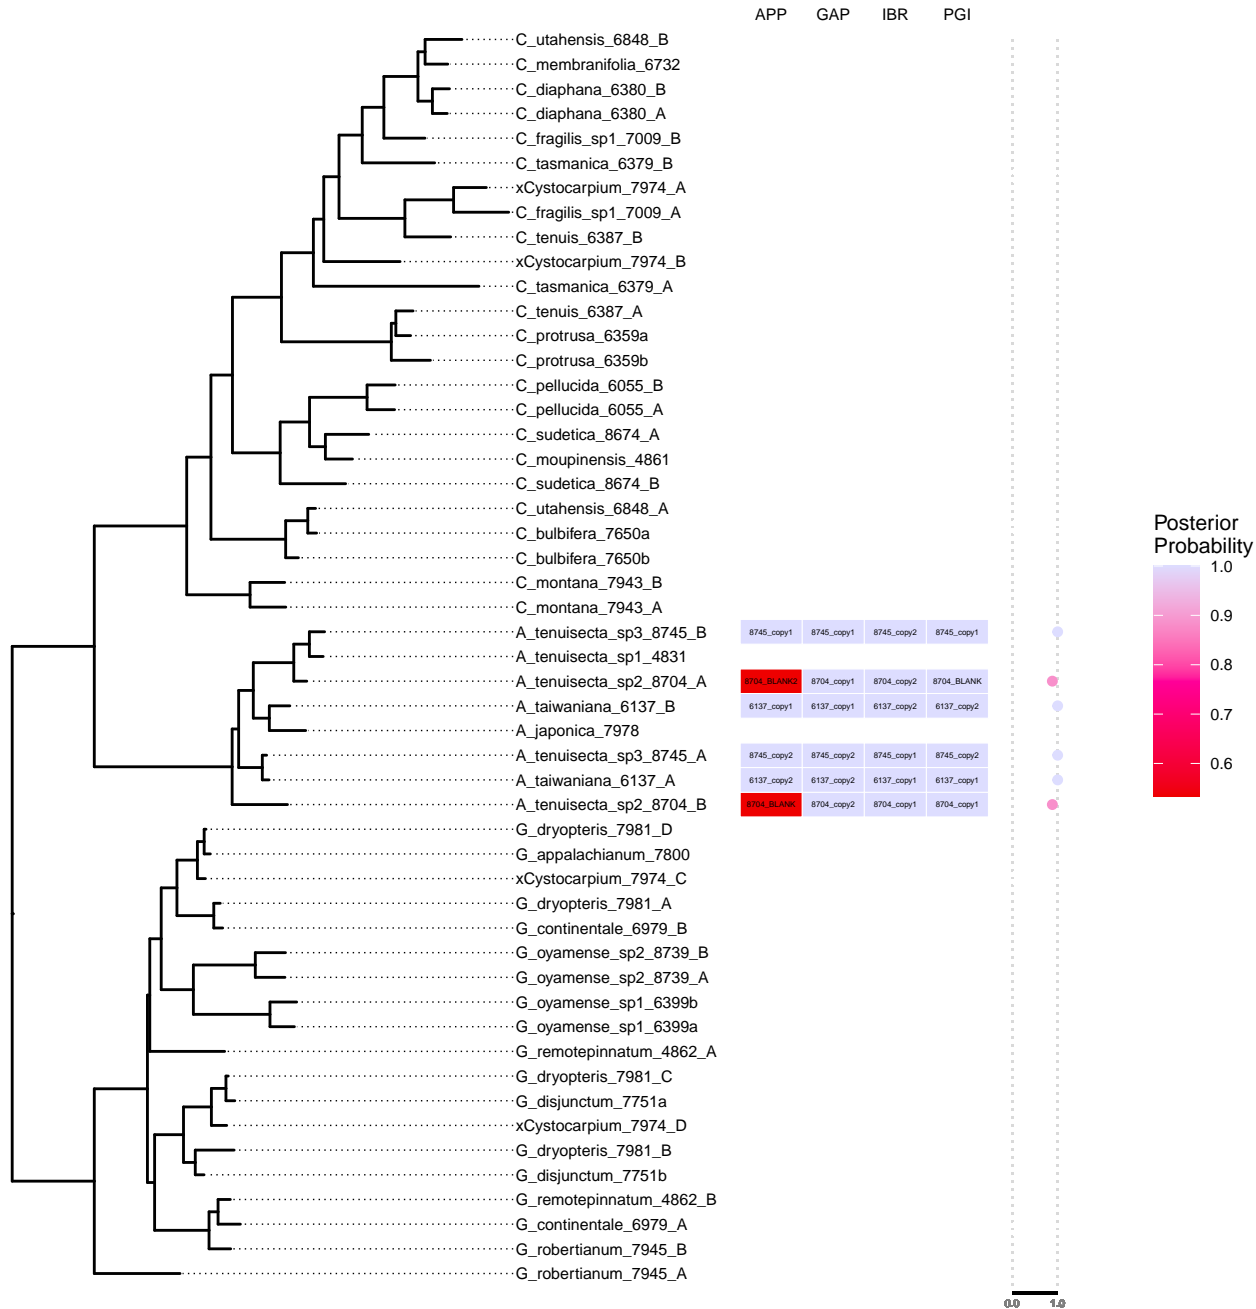 APP GAP IBR PGI
C_utahensis_6848_B
C_membranifolia_6732
C_diaphana_6380_B
C_diaphana_6380_A
C_fragilis_sp1_7009_B
C_tasmanica_6379_B
xCystocarpium_7974_A
C_fragilis_sp1_7009_A
C_tenuis_6387_B
xCystocarpium_7974_B
C_tasmanica_6379_A
C_tenuis_6387_A
C_protrusa_6359a
C_protrusa_6359b
C_pellucida_6055_B
C_pellucida_6055_A
C_sudetica_8674_A
C_moupinensis_4861
C_sudetica_8674_B
C_utahensis_6848_A
C_bulbifera_7650a
C_bulbifera_7650b
C_montana_7943_B
C_montana_7943_A
A_tenuisecta_sp3_8745_B 8745_copy1 8745_copy1 8745_copy2 8745_copy1
A_tenuisecta_sp1_4831
A_tenuisecta_sp2_8704_A 8704_BLANK2 8704_copy1 8704_copy2 8704_BLANK
A_taiwaniana_6137_B 6137_copy1 6137_copy1 6137_copy2 6137_copy2
A_japonica_7978
A_tenuisecta_sp3_8745_A 8745_copy2 8745_copy2 8745_copy1 8745_copy2
A_taiwaniana_6137_A 6137_copy2 6137_copy2 6137_copy1 6137_copy1
A_tenuisecta_sp2_8704_B 8704_BLANK 8704_copy2 8704_copy1 8704_copy1
G_dryopteris_7981_D
G_appalachianum_7800
xCystocarpium_7974_C
G_dryopteris_7981_A
G_continentale_6979_B
G_oyamense_sp2_8739_B
G_oyamense_sp2_8739_A
G_oyamense_sp1_6399b
G_oyamense_sp1_6399a
G_remotepinnatum_4862_A
G_dryopteris_7981_C
G_disjunctum_7751a
xCystocarpium_7974_D
G_dryopteris_7981_B
G_disjunctum_7751b
G_remotepinnatum_4862_B
G_continentale_6979_A
G_robertianum_7945_B
G_robertianum_7945_A
0.0 1.0
Posterior
Probability
1.0
0.9
0.8
0.7
0.6